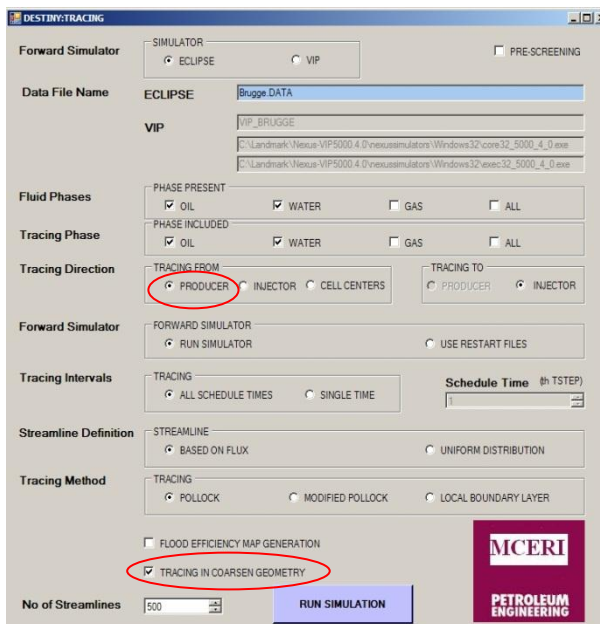 DESTINY:TRACING
Forward Simulator
SIMULATOR
ECLIPSE
VIP
PRE-SCREENING
Data File Name
ECLIPSE
Brugge.DATA
VIP
VIP_BRUGGE
C:\Landmark\Nexus-VIP5000.4.0\nexussimulators\Windows32\core32_5000_4_0.exe
C:\Landmark\Nexus-VIP5000.4.0\nexussimulators\Windows32\exec32_5000_4_0.exe
Fluid Phases
PHASE PRESENT
OIL
WATER
GAS
ALL
Tracing Phase
PHASE INCLUDED
OIL
WATER
GAS
ALL
Tracing Direction
TRACING FROM
PRODUCER
INJECTOR
CELL CENTERS
TRACING TO
PRODUCER
INJECTOR
Forward Simulator
FORWARD SIMULATOR
RUN SIMULATOR
USE RESTART FILES
Tracing Intervals
TRACING
ALL SCHEDULE TIMES
SINGLE TIME
Schedule Time (th TSTEP)
1
Streamline Definition
STREAMLINE
BASED ON FLUX
UNIFORM DISTRIBUTION
Tracing Method
TRACING
POLLOCK
MODIFIED POLLOCK
LOCAL BOUNDARY LAYER
FLOOD EFFICIENCY MAP GENERATION
TRACING IN COARSEN GEOMETRY
No of Streamlines
500
RUN SIMULATION
MCERI
PETROLEUM
ENGINEERING